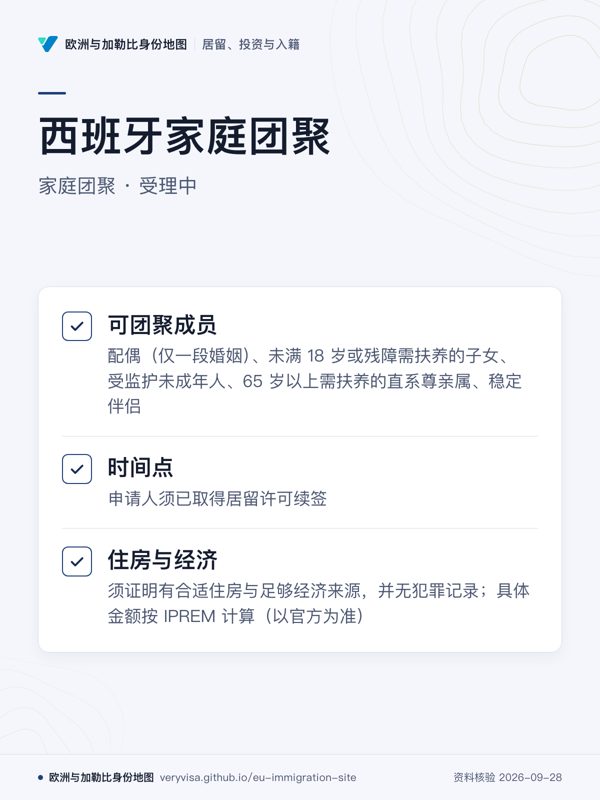 欧洲与加勒比身份地图 居留、投资与入籍
西班牙家庭团聚
家庭团聚 · 受理中
可团聚成员
配偶（仅一段婚姻）、未满 18 岁或残障需扶养的子女、
受监护未成年人、65 岁以上需扶养的直系尊亲属、稳定
伴侣
时间点
申请人须已取得居留许可续签
住房与经济
须证明有合适住房与足够经济来源，并无犯罪记录；具体
金额按 IPREM 计算（以官方为准）
欧洲与加勒比身份地图 veryvisa.github.io/eu-immigration-site 资料核验 2026-09-28